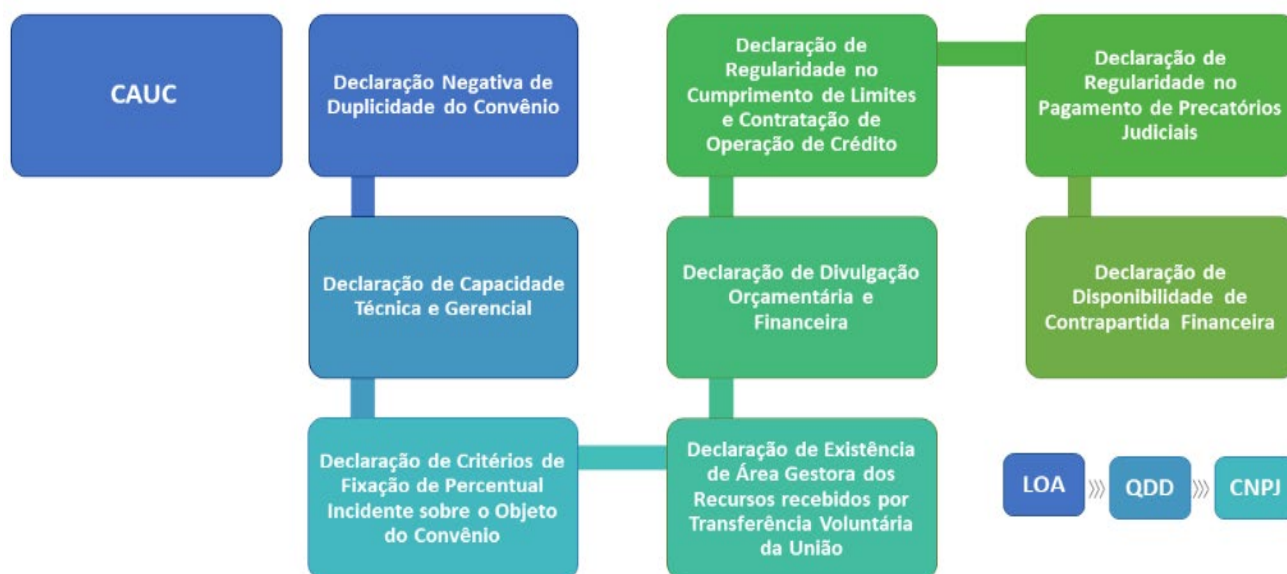 CAUC
Declaração Negativa de
Duplicidade do Convênio
Declaração de Capacidade
Técnica e Gerencial
Declaração de Critérios de
Fixação de Percentual
Incidente sobre o Objeto
do Convênio
Declaração de Existência
de Área Gestora dos
Recursos recebidos por
Transferência Voluntária
da União
Declaração de Divulgação
Orçamentária e
Financeira
Declaração de
Regularidade no
Cumprimento de Limites
e Contratação de
Operação de Crédito
Declaração de
Regularidade no
Pagamento de Precatórios
Judiciais
Declaração de
Disponibilidade de
Contrapartida Financeira
LOA
QDD
CNPJ